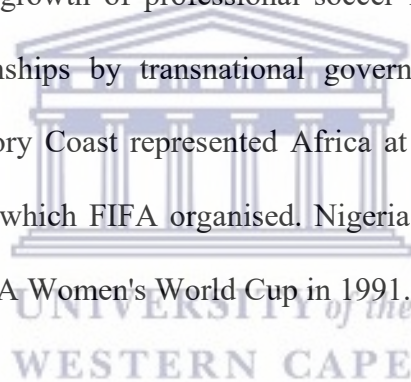 growth of professional soccer
nships by transnational govern
ory Coast represented Africa at
which FIFA organised. Nigeria
A Women's World Cup in 1991.
UNIVERSITY of the
WESTERN CAPE